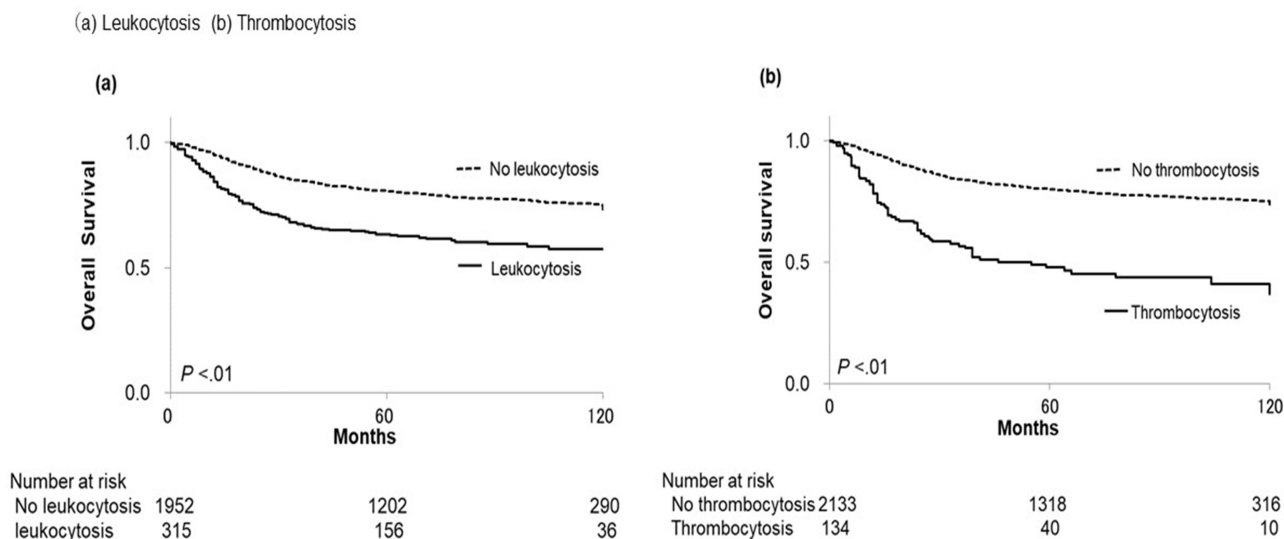 (a) Leukocytosis (b) Thrombocytosis
(a)
Overall Survival
1.0
0.5
0.0
No leukocytosis
Leukocytosis
P <.01
0 60 120
Months
Number at risk
No leukocytosis 1952 1202 290
leukocytosis 315 156 36
(b)
Overall survival
1.0
0.5
0.0
No thrombocytosis
Thrombocytosis
P <.01
0 60 120
Months
Number at risk
No thrombocytosis 2133 1318 316
Thrombocytosis 134 40 10